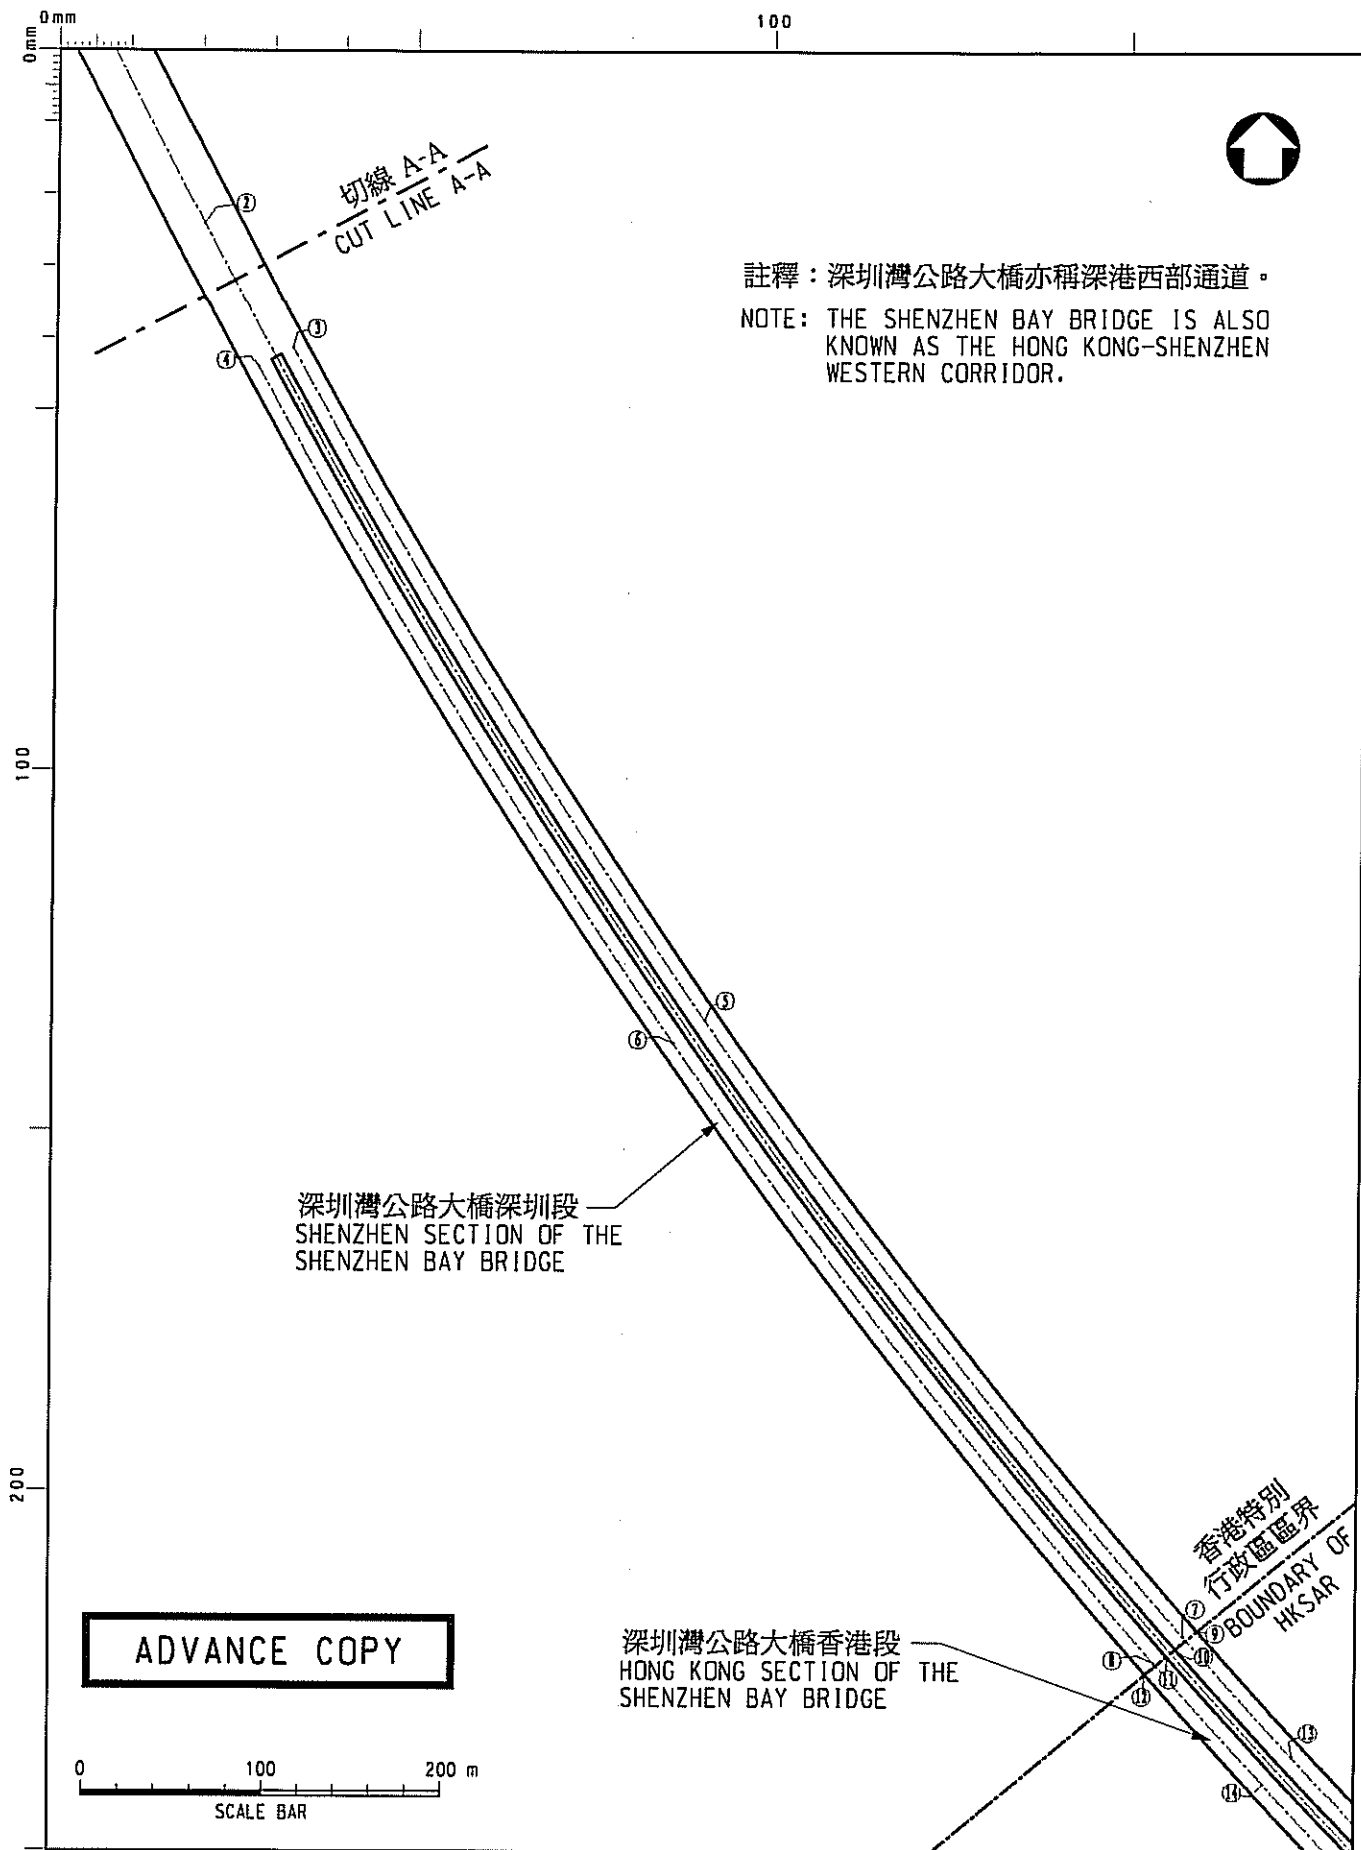 0mm
100
0mm
切線 A-A
CUT LINE A-A
②
③
④
註釋：深圳灣公路大橋亦稱深港西部通道。
NOTE: THE SHENZHEN BAY BRIDGE IS ALSO
KNOWN AS THE HONG KONG-SHENZHEN
WESTERN CORRIDOR.
100
⑤
⑥
深圳灣公路大橋深圳段
SHENZHEN SECTION OF THE
SHENZHEN BAY BRIDGE
200
香港特別
行政區區界
BOUNDARY OF
HKSAR
⑦
⑨
⑧
⑩
⑪
⑫
深圳灣公路大橋香港段
HONG KONG SECTION OF THE
SHENZHEN BAY BRIDGE
⑬
⑭
ADVANCE COPY
0 100 200 m
SCALE BAR